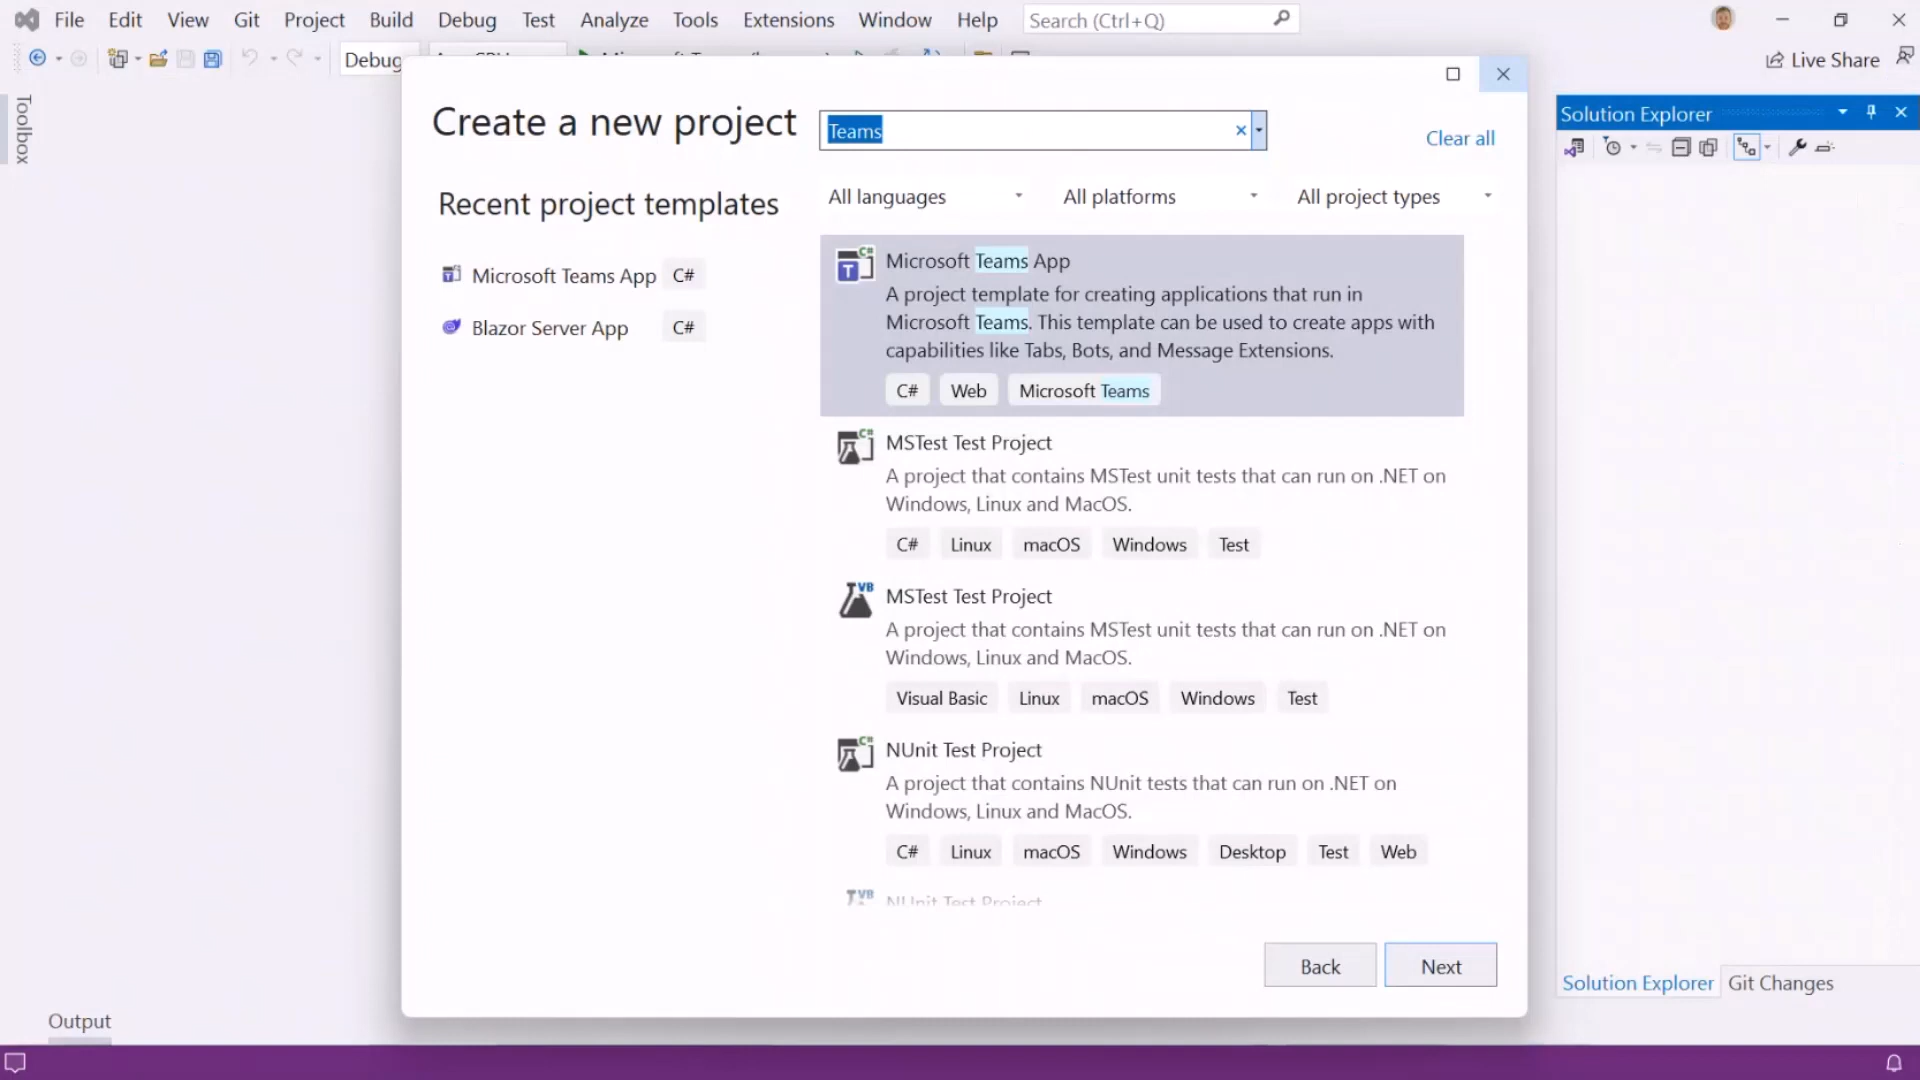 File Edit View Git Project Build Debug Test Analyze Tools Extensions Window Help Search (Ctrl+Q)
Debug
Live Share
Toolbox
Create a new project
Teams
Clear all
All languages All platforms All project types
Recent project templates
Microsoft Teams App C#
Blazor Server App C#
Microsoft Teams App
A project template for creating applications that run in
Microsoft Teams. This template can be used to create apps with
capabilities like Tabs, Bots, and Message Extensions.
C# Web Microsoft Teams
MSTest Test Project
A project that contains MSTest unit tests that can run on .NET on
Windows, Linux and MacOS.
C# Linux macOS Windows Test
MSTest Test Project
A project that contains MSTest unit tests that can run on .NET on
Windows, Linux and MacOS.
Visual Basic Linux macOS Windows Test
NUnit Test Project
A project that contains NUnit tests that can run on .NET on
Windows, Linux and MacOS.
C# Linux macOS Windows Desktop Test Web
NUnit Test Project
Back Next
Solution Explorer
Solution Explorer Git Changes
Output